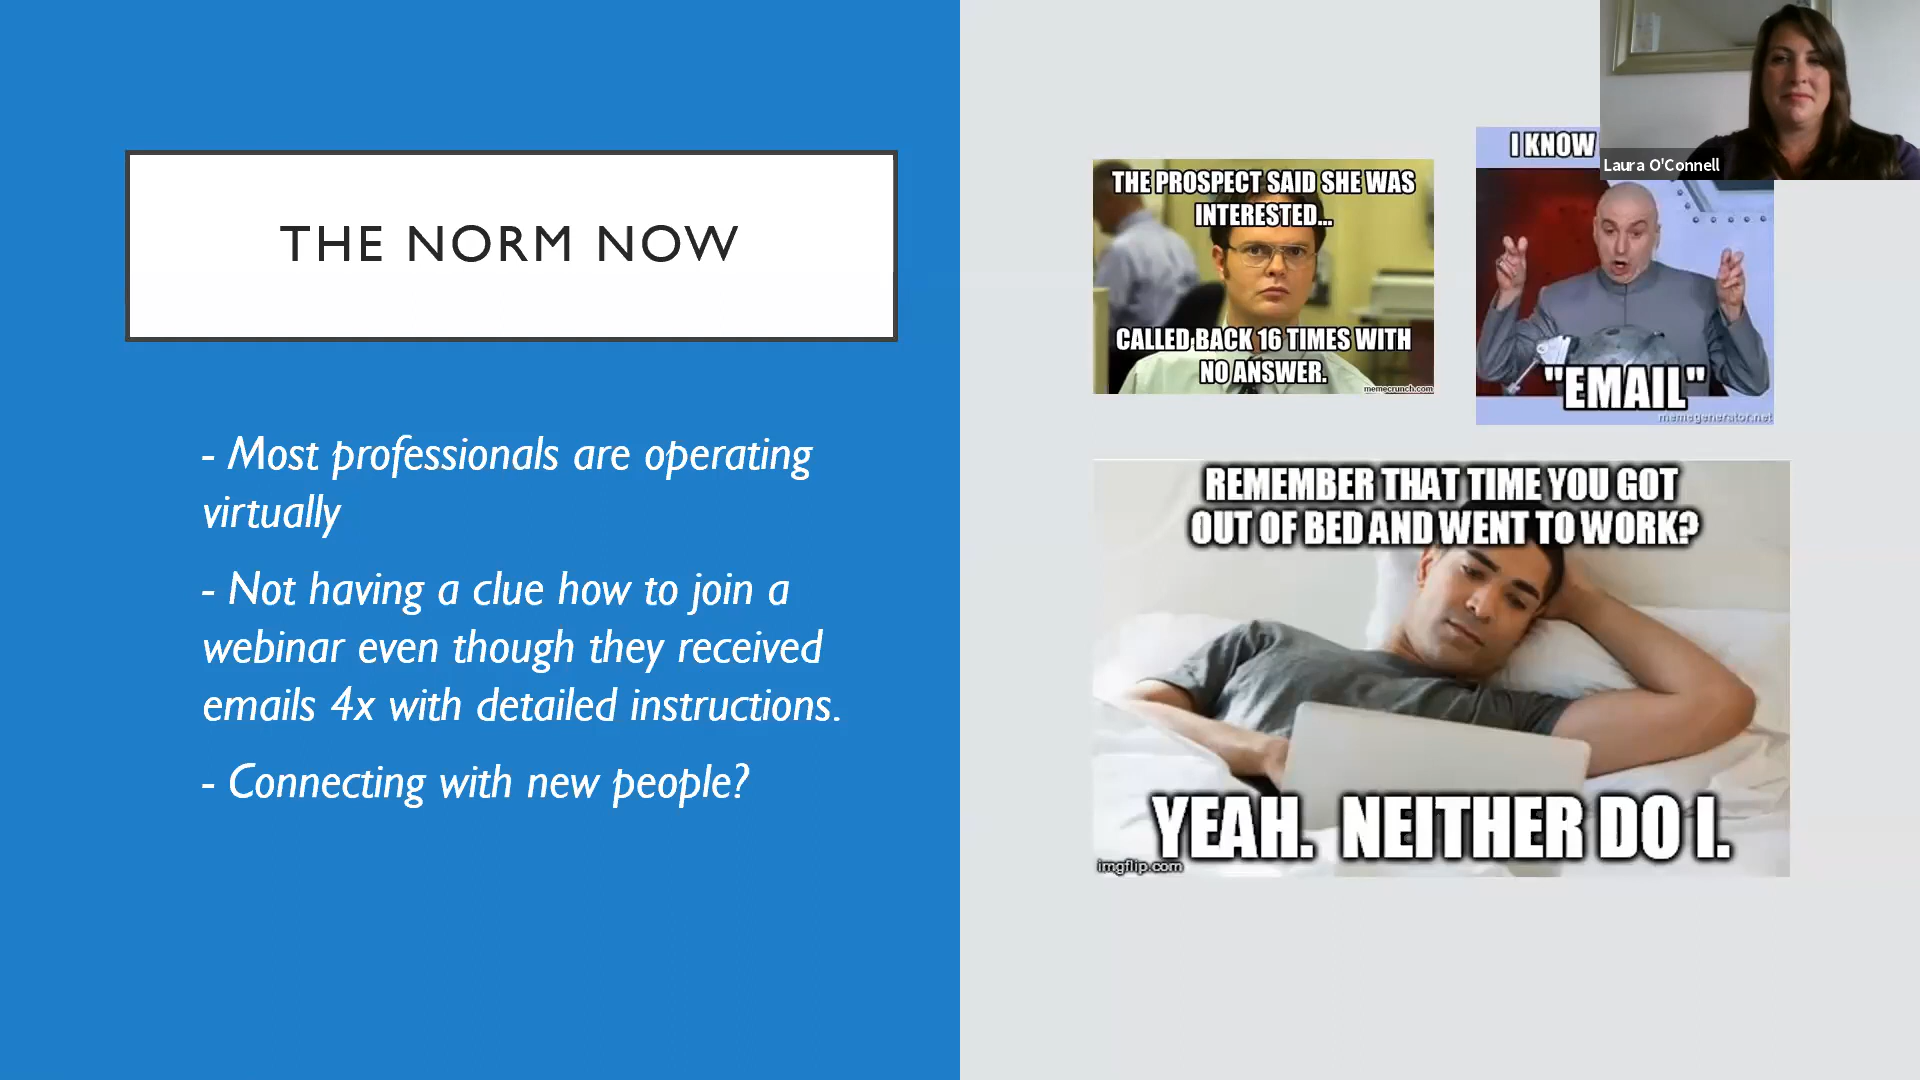 THE NORM NOW
- Most professionals are operating
virtually
- Not having a clue how to join a
webinar even though they received
emails 4x with detailed instructions.
- Connecting with new people?
THE PROSPECT SAID SHE WAS
INTERESTED...
CALLED BACK 16 TIMES WITH
NO ANSWER.
memecrunch.com
I KNOW
"EMAIL"
memegenerator.net
Laura O'Connell
REMEMBER THAT TIME YOU GOT
OUT OF BED AND WENT TO WORK?
YEAH. NEITHER DO I.
imgflip.com